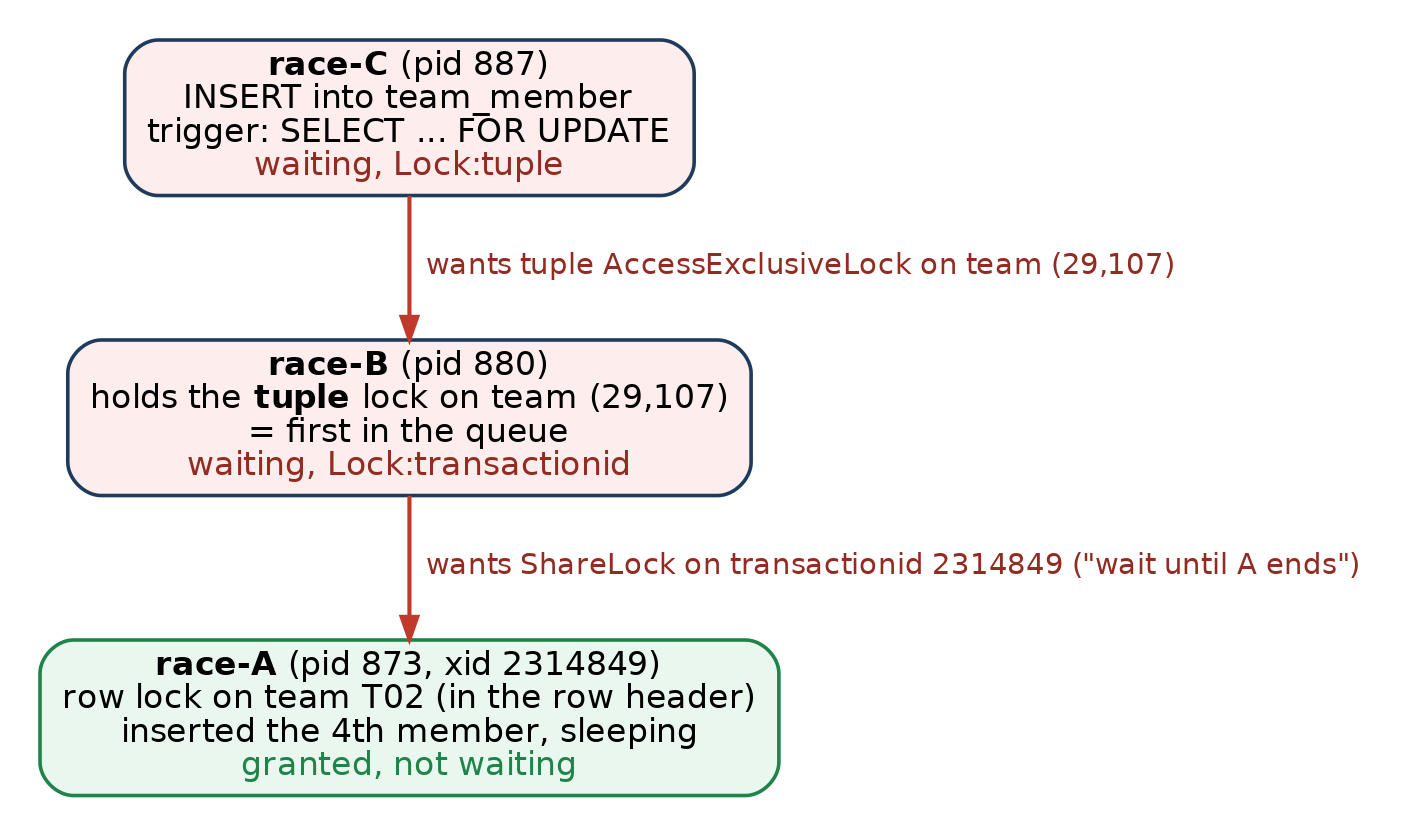 race-C (pid 887)
INSERT into team_member
trigger: SELECT ... FOR UPDATE
waiting, Lock:tuple
wants tuple AccessExclusiveLock on team (29,107)
race-B (pid 880)
holds the tuple lock on team (29,107)
= first in the queue
waiting, Lock:transactionid
wants ShareLock on transactionid 2314849 ("wait until A ends")
race-A (pid 873, xid 2314849)
row lock on team T02 (in the row header)
inserted the 4th member, sleeping
granted, not waiting